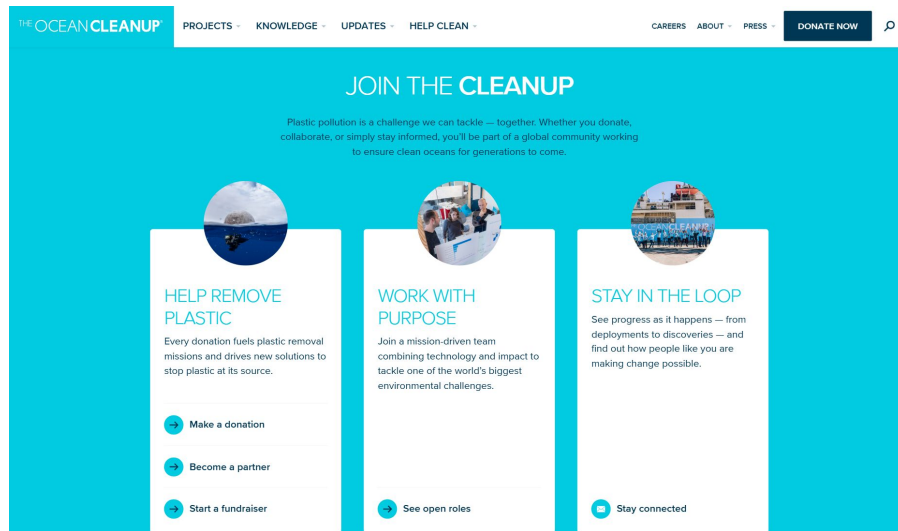 THE OCEAN CLEANUP®
PROJECTS
KNOWLEDGE
UPDATES
HELP CLEAN
CAREERS
ABOUT
PRESS
DONATE NOW
JOIN THE CLEANUP
Plastic pollution is a challenge we can tackle — together. Whether you donate,
collaborate, or simply stay informed, you'll be part of a global community working
to ensure clean oceans for generations to come.
HELP REMOVE
PLASTIC
Every donation fuels plastic removal
missions and drives new solutions to
stop plastic at its source.
Make a donation
Become a partner
Start a fundraiser
WORK WITH
PURPOSE
Join a mission-driven team
combining technology and impact to
tackle one of the world's biggest
environmental challenges.
See open roles
OCEANCLEANUP
STAY IN THE LOOP
See progress as it happens — from
deployments to discoveries — and
find out how people like you are
making change possible.
Stay connected